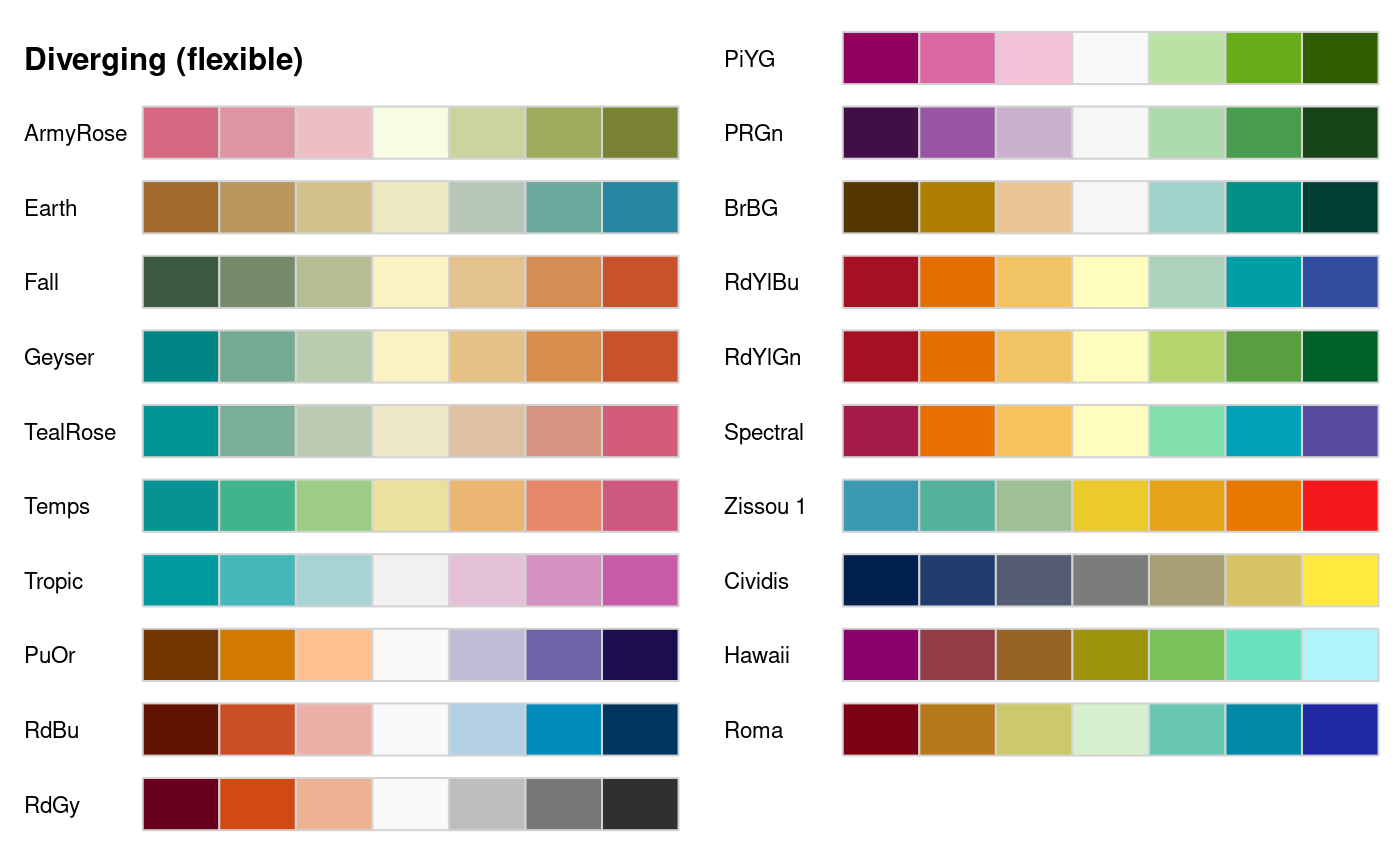 Diverging (flexible)
ArmyRose
Earth
Fall
Geyser
TealRose
Temps
Tropic
PuOr
RdBu
RdGy
PiYG
PRGn
BrBG
RdYlBu
RdYlGn
Spectral
Zissou 1
Cividis
Hawaii
Roma